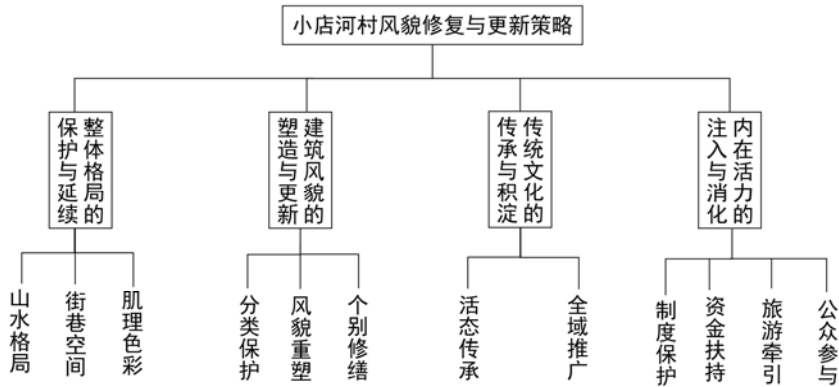 小店河村风貌修复与更新策略
整体格局的
保护与延续
建筑风貌的
塑造与更新
传统文化的
传承与积淀
内在活力的
注入与消化
山水格局
街巷空间
肌理色彩
分类保护
风貌重塑
个别修缮
活态传承
全域推广
制度保护
资金扶持
旅游牵引
公众参与